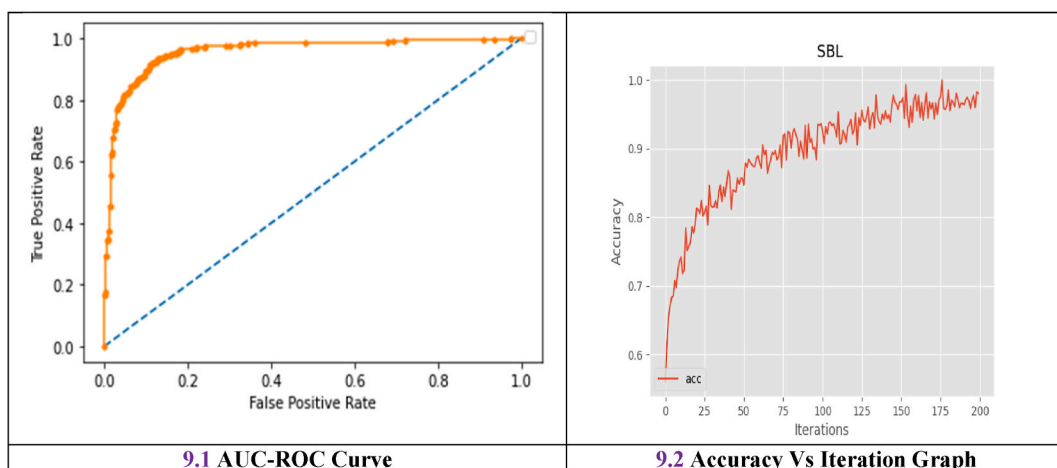 1.0
0.8
0.6
0.4
0.2
0.0
True Positive Rate
0.0 0.2 0.4 0.6 0.8 1.0
False Positive Rate
9.1 AUC-ROC Curve
SBL
1.0
0.9
0.8
0.7
0.6
Accuracy
acc
0 25 50 75 100 125 150 175 200
Iterations
9.2 Accuracy Vs Iteration Graph